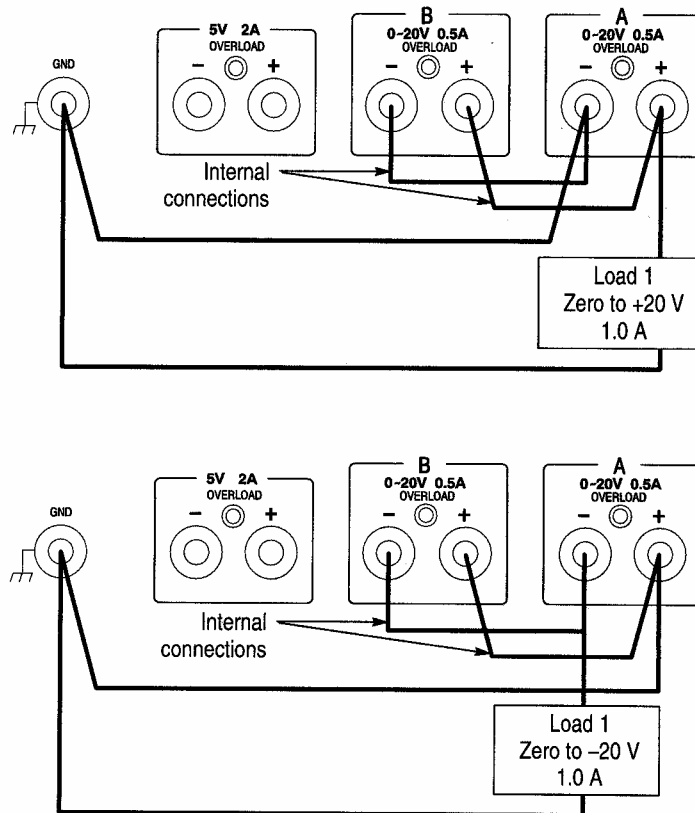 B
A
5V 2A
OVERLOAD
0~20V 0.5A
OVERLOAD
0~20V 0.5A
OVERLOAD
GND
− +
− +
− +
Internal
connections
Load 1
Zero to +20 V
1.0 A
B
A
5V 2A
OVERLOAD
0~20V 0.5A
OVERLOAD
0~20V 0.5A
OVERLOAD
GND
− +
− +
− +
Internal
connections
Load 1
Zero to −20 V
1.0 A